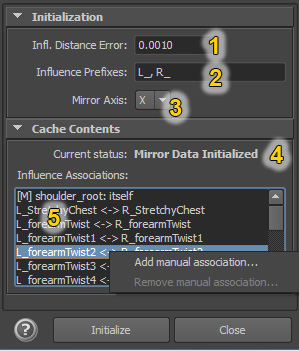 Initialization
Infl. Distance Error: 0.0010 1
Influence Prefixes: L_, R_ 2
Mirror Axis: X 3
Cache Contents
Current status: Mirror Data Initialized 4
Influence Associations:
[M] shoulder_root: itself
5
L_StretchyChest <-> R_StretchyChest
L_forearmTwist <-> R_forearmTwist
L_forearmTwist1 <-> R_forearmTwist1
L_forearmTwist2 <-> R_forearmTwist2
L_forearmTwist3 <->
L_forearmTwist4 <->
Add manual association...
Remove manual association...
? Initialize Close